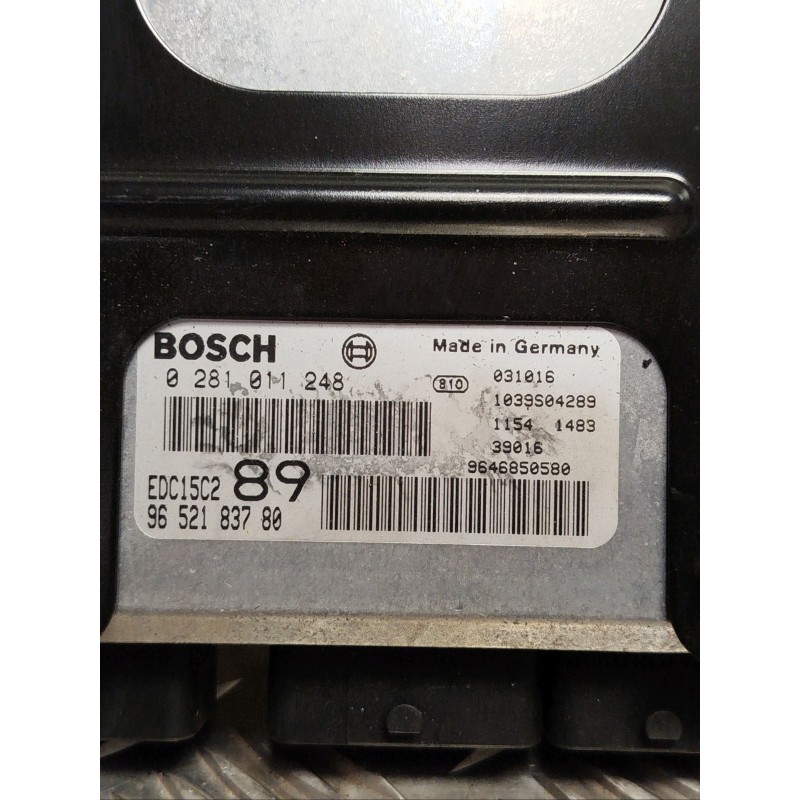 BOSCH
Made in Germany
0 281 011 248
810
031016
1039S04289
1154 1483
39016
9646850580
EDC15C2 89
96 521 837 80